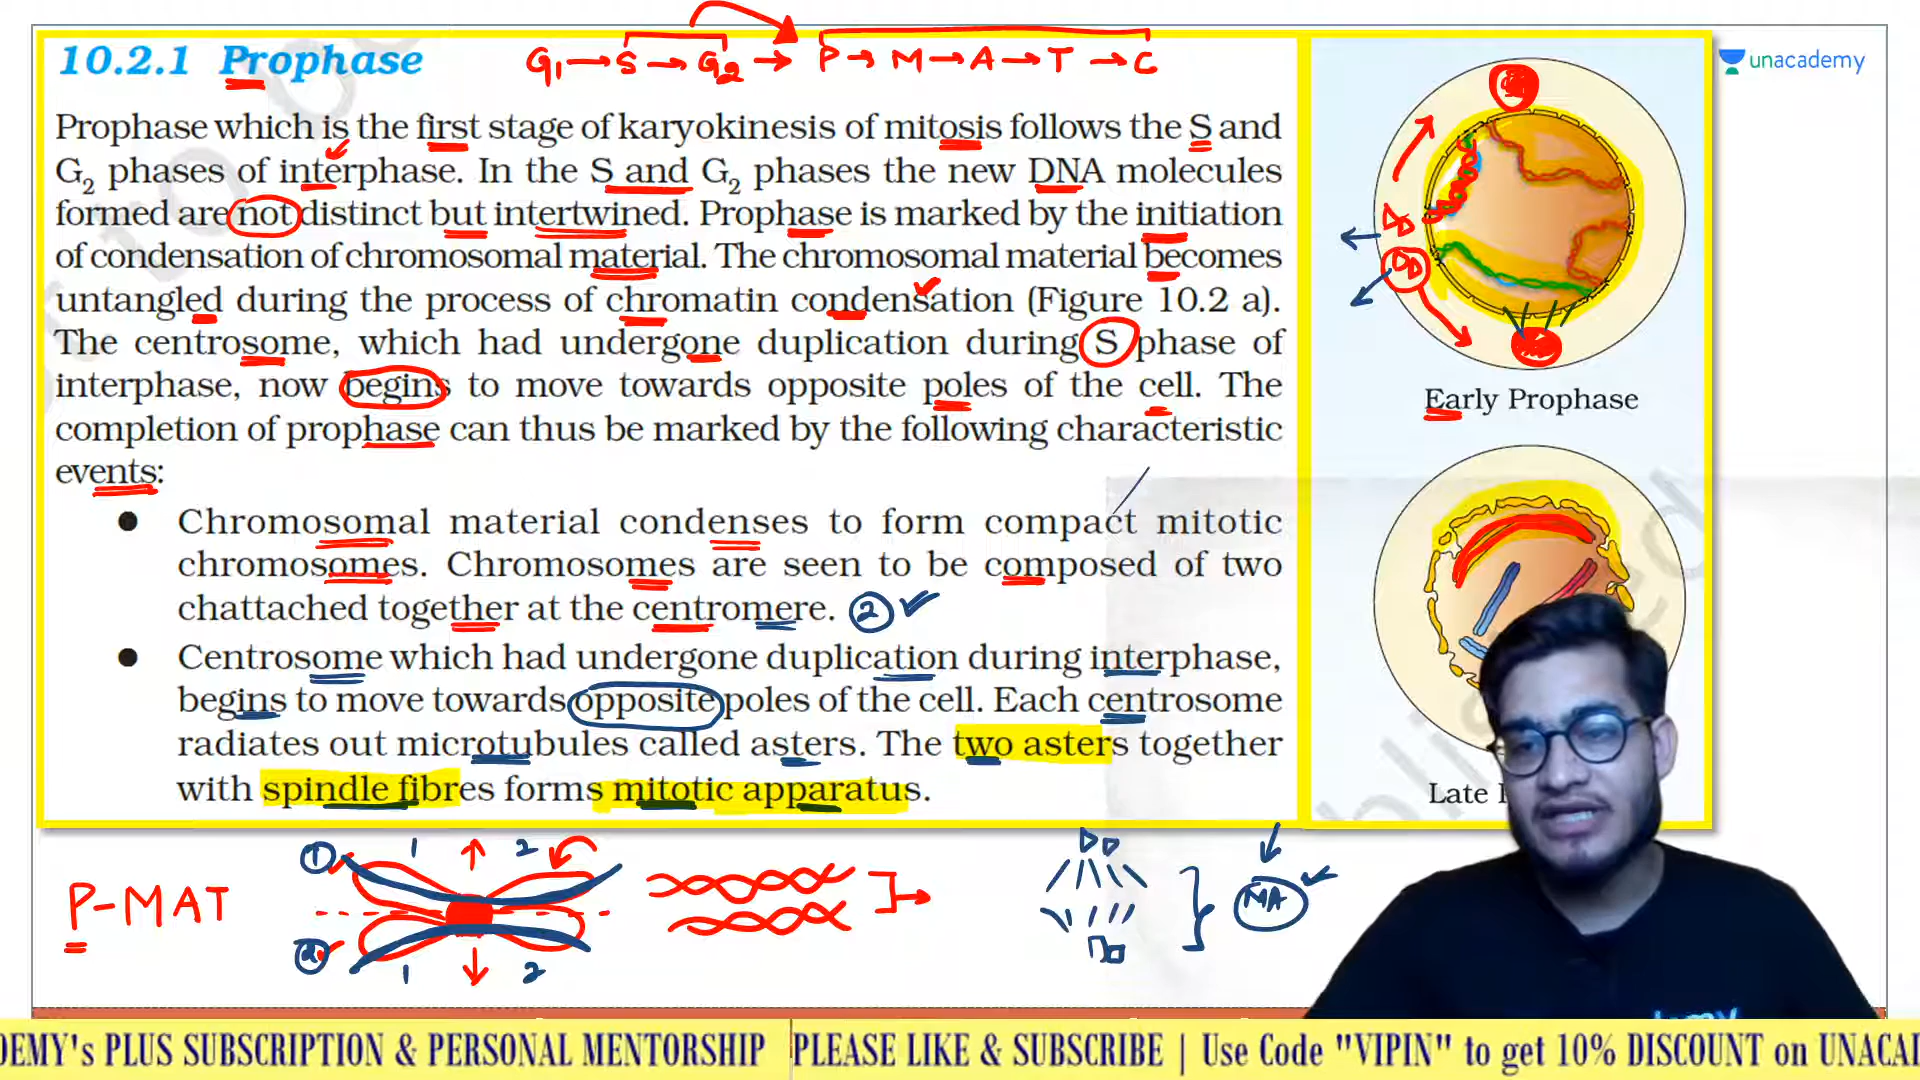 10.2.1 Prophase
G1 → S → G2 → P → M → A → T → C
unacademy
Prophase which is the first stage of karyokinesis of mitosis follows the S and
G2 phases of interphase. In the S and G2 phases the new DNA molecules
formed are not distinct but intertwined. Prophase is marked by the initiation
of condensation of chromosomal material. The chromosomal material becomes
untangled during the process of chromatin condensation (Figure 10.2 a).
The centrosome, which had undergone duplication during S phase of
interphase, now begins to move towards opposite poles of the cell. The
completion of prophase can thus be marked by the following characteristic
events:
● Chromosomal material condenses to form compact mitotic
chromosomes. Chromosomes are seen to be composed of two
chattached together at the centromere. 2
● Centrosome which had undergone duplication during interphase,
begins to move towards opposite poles of the cell. Each centrosome
radiates out microtubules called asters. The two asters together
with spindle fibres forms mitotic apparatus.
Early Prophase
Late
P-MAT
1 1 2
2 1 2
MA
DEMY's PLUS SUBSCRIPTION & PERSONAL MENTORSHIP
PLEASE LIKE & SUBSCRIBE | Use Code "VIPIN" to get 10% DISCOUNT on UNACAD